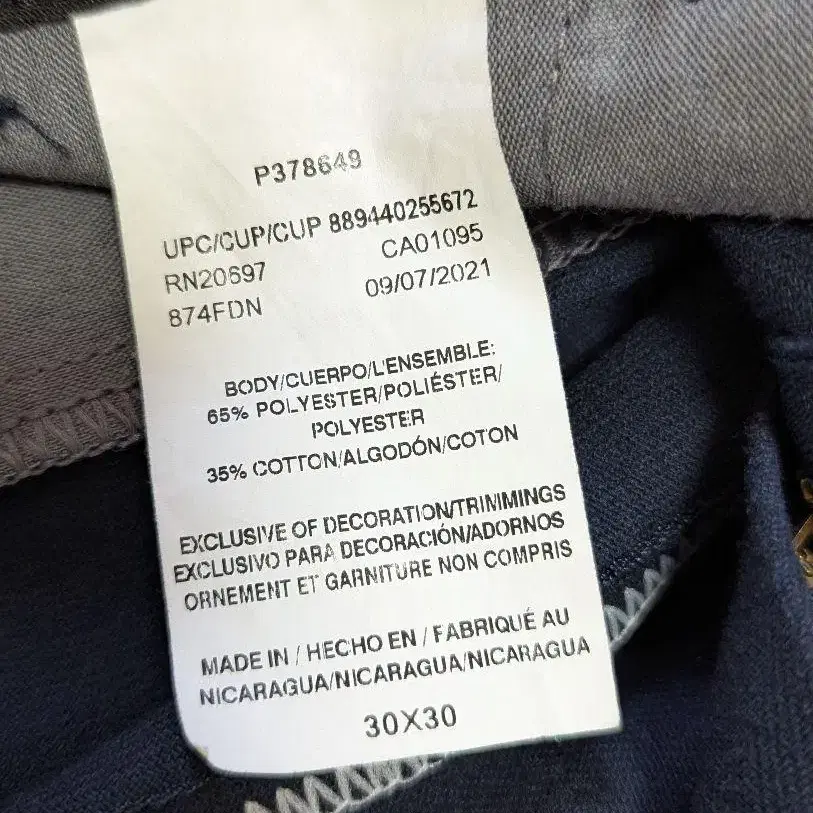 P378649
UPC/CUP/CUP 889440255672
RN20697 CA01095
874FDN 09/07/2021
BODY/CUERPO/L'ENSEMBLE:
65% POLYESTER/POLIÉSTER/
POLYESTER
35% COTTON/ALGODÓN/COTON
EXCLUSIVE OF DECORATION/TRIMMINGS
EXCLUSIVO PARA DECORACIÓN/ADORNOS
ORNEMENT ET GARNITURE NON COMPRIS
MADE IN / HECHO EN / FABRIQUÉ AU
NICARAGUA/NICARAGUA/NICARAGUA
30X30